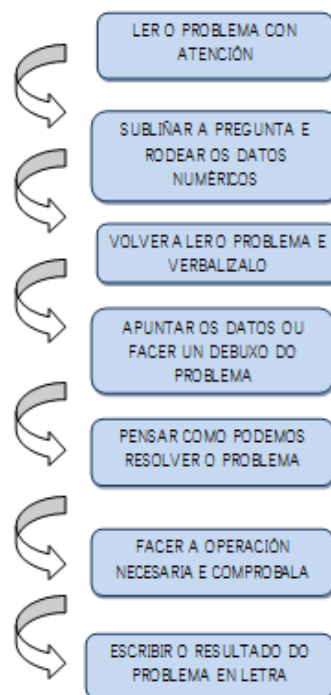 LER O PROBLEMA CON
ATENCIÓN
SUBLIÑAR A PREGUNTA E
RODEAR OS DATOS
NUMÉRICOS
VOLVER A LER O PROBLEMA E
VERBALIZALO
APUNTAR OS DATOS OU
FACER UN DEBUXO DO
PROBLEMA
PENSAR COMO PODEMOS
RESOLVER O PROBLEMA
FACER A OPERACIÓN
NECESARIA E COMPROBALA
ESCRIBIR O RESULTADO DO
PROBLEMA EN LETRA